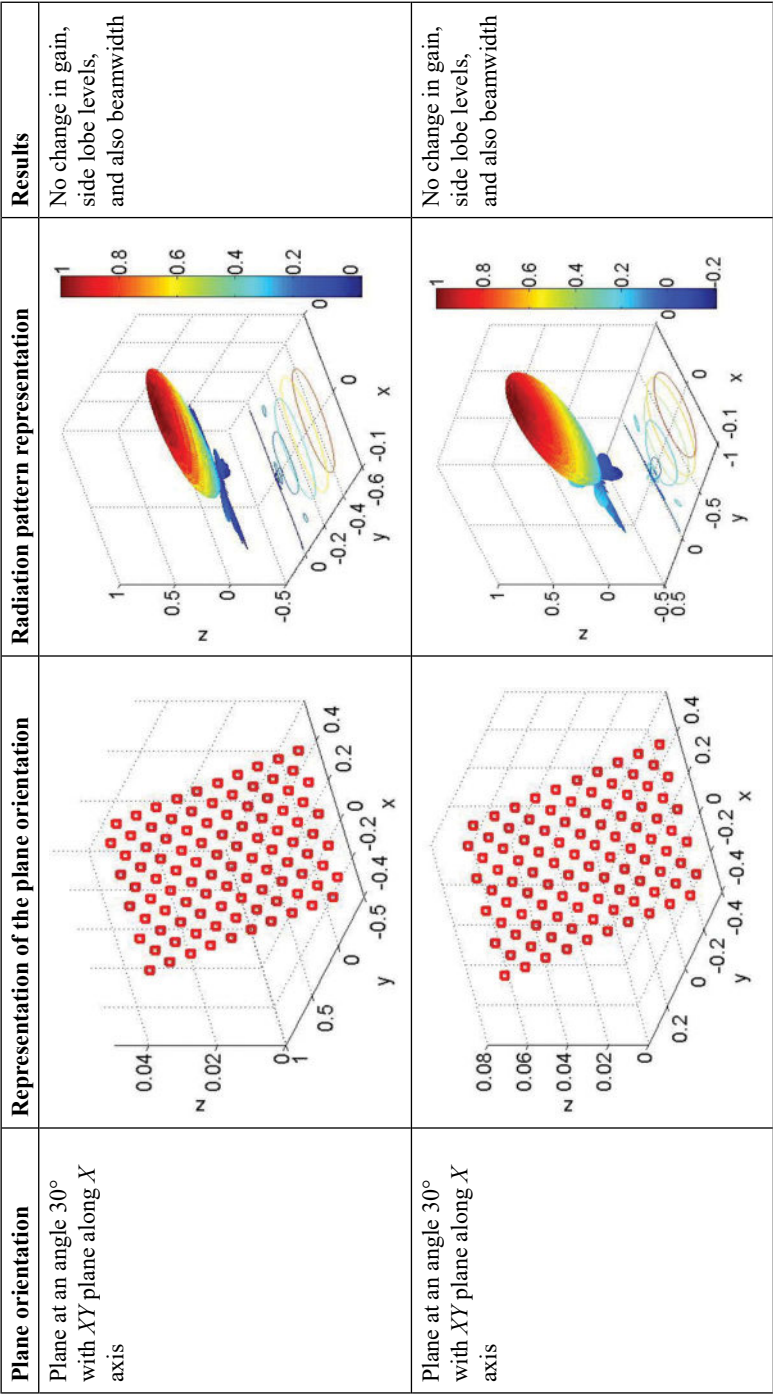 Plane orientation
Representation of the plane orientation
Radiation pattern representation
Results
Plane at an angle 30°
with XY plane along X
axis
0.04
0.02
0
z
1
0.5
0
-0.5
y
-0.4
-0.2
0
0.2
0.4
x
1
0.5
0
-0.5
z
0
-0.2
-0.4
-0.6
y
-0.1
0
0
x
1
0.8
0.6
0.4
0.2
0
No change in gain,
side lobe levels,
and also beamwidth
Plane at an angle 30°
with XY plane along X
axis
0.08
0.06
0.04
0.02
0
z
0.2
0
-0.2
-0.4
y
-0.4
-0.2
0
0.2
0.4
x
1
0.5
0
-0.5
z
0.5
0
-0.5
-1
y
-0.1
0
0
x
1
0.8
0.6
0.4
0.2
0
-0.2
No change in gain,
side lobe levels,
and also beamwidth